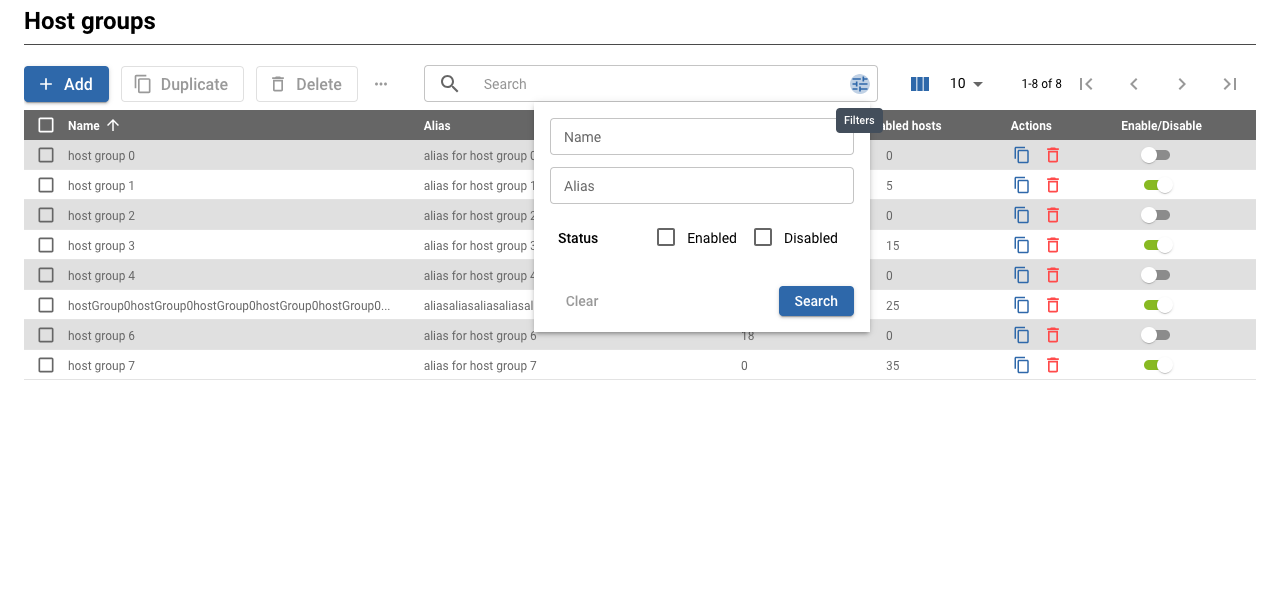 Host groups
Add Duplicate Delete ... Search 10 1-8 of 8
Filters
Name Alias abled hosts Actions Enable/Disable
host group 0 alias for host group 0 0
host group 1 alias for host group 1 5
host group 2 alias for host group 2 0
host group 3 alias for host group 3 15
host group 4 alias for host group 4 0
hostGroup0hostGroup0hostGroup0hostGroup0hostGroup0... aliasaliasaliasaliasal 25
host group 6 alias for host group 6 18 0
host group 7 alias for host group 7 0 35
Name
Alias
Status Enabled Disabled
Clear Search